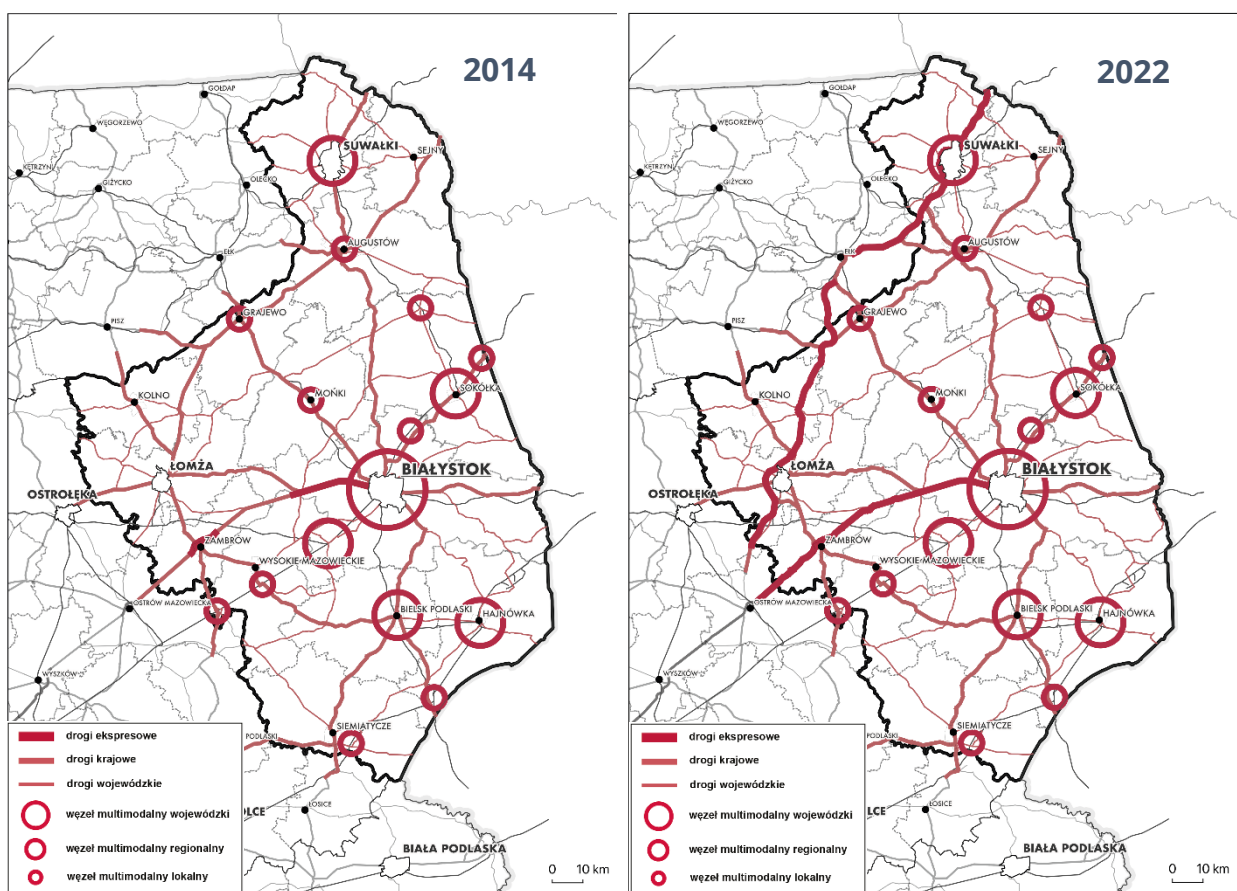 2014
GOŁDAP
WĘGORZEWO
SUWAŁKI
SEJNY
KĘTRZYN
GIŻYCKO
OLECKO
AUGUSTÓW
EŁK
GRAJEWO
PISZ
SOKÓŁKA
KOLNO
MOŃKI
ŁOMŻA
BIAŁYSTOK
OSTROŁĘKA
ZAMBRÓW
WYSOKIE MAZOWIECKIE
OSTRÓW MAZOWIECKA
BIELSK PODLASKI
HAJNÓWKA
WYSZKÓW
SIEMIATYCZE
PODLASKI
ŁOSICE
OLCE
BIAŁA PODLASKA
drogi ekspresowe
drogi krajowe
drogi wojewódzkie
węzeł multimodalny wojewódzki
węzeł multimodalny regionalny
węzeł multimodalny lokalny
0 10 km
2022
GOŁDAP
WĘGORZEWO
SUWAŁKI
SEJNY
KĘTRZYN
GIŻYCKO
OLECKO
AUGUSTÓW
EŁK
GRAJEWO
PISZ
SOKÓŁKA
KOLNO
MOŃKI
ŁOMŻA
BIAŁYSTOK
OSTROŁĘKA
ZAMBRÓW
WYSOKIE MAZOWIECKIE
OSTRÓW MAZOWIECKA
BIELSK PODLASKI
HAJNÓWKA
WYSZKÓW
SIEMIATYCZE
PODLASKI
ŁOSICE
LCE
BIAŁA PODLASKA
drogi ekspresowe
drogi krajowe
drogi wojewódzkie
węzeł multimodalny wojewódzki
węzeł multimodalny regionalny
węzeł multimodalny lokalny
0 10 km